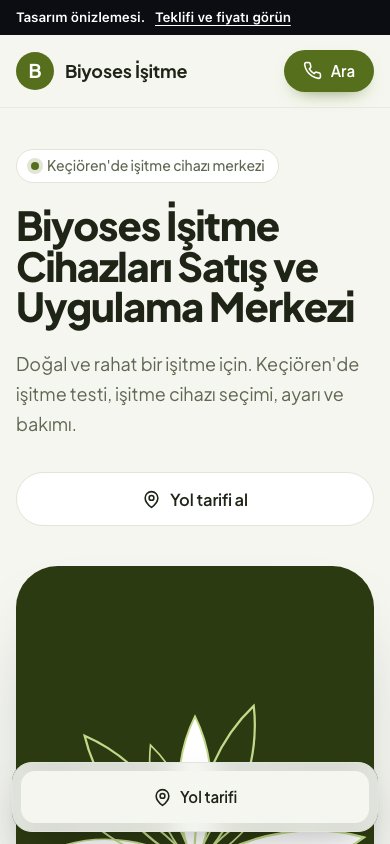 Tasarım önizlemesi. Teklifi ve fiyatı görün
B Biyoses İşitme Ara
Keçiören'de işitme cihazı merkezi
Biyoses İşitme
Cihazları Satış ve
Uygulama Merkezi
Doğal ve rahat bir işitme için. Keçiören'de
işitme testi, işitme cihazı seçimi, ayarı ve
bakımı.
Yol tarifi al
Yol tarifi